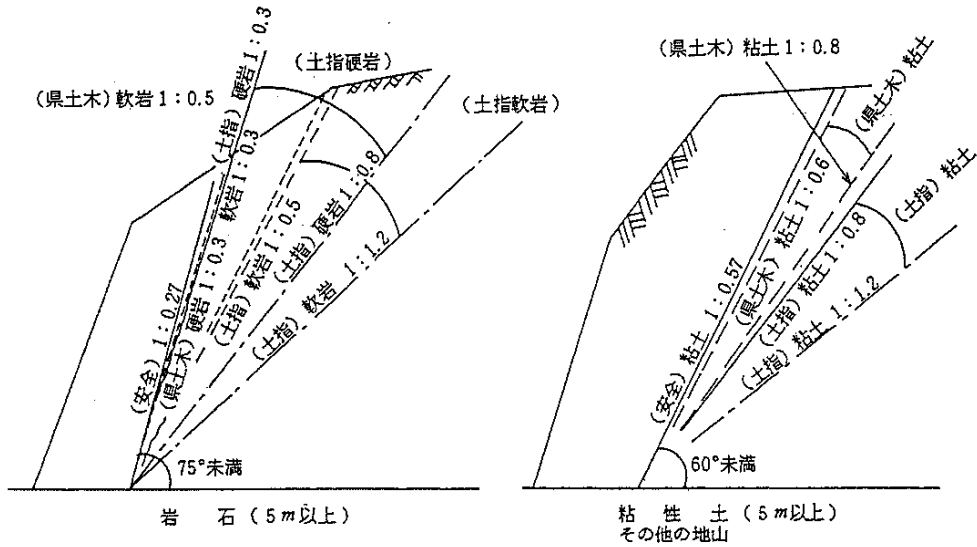 (土指硬岩)
(県土木)軟岩1:0.5
(土指軟岩)
(土指)硬岩1:0.3
軟岩1:0.3
(安全)1:0.27
(県土木)硬岩1:0.3
(土指)軟岩1:0.5
(土指)硬岩1:0.8
(土指)軟岩 1:1.2
75°未満
岩 石(5m以上)
(県土木)粘土1:0.8
(県土木)粘土
(土指)粘土
(安全)粘土 1:0.57
(県土木)粘土1:0.6
(土指)粘土1:0.8
(土指)粘土 1:1.2
60°未満
粘 性 土(5m以上)
その他の地山